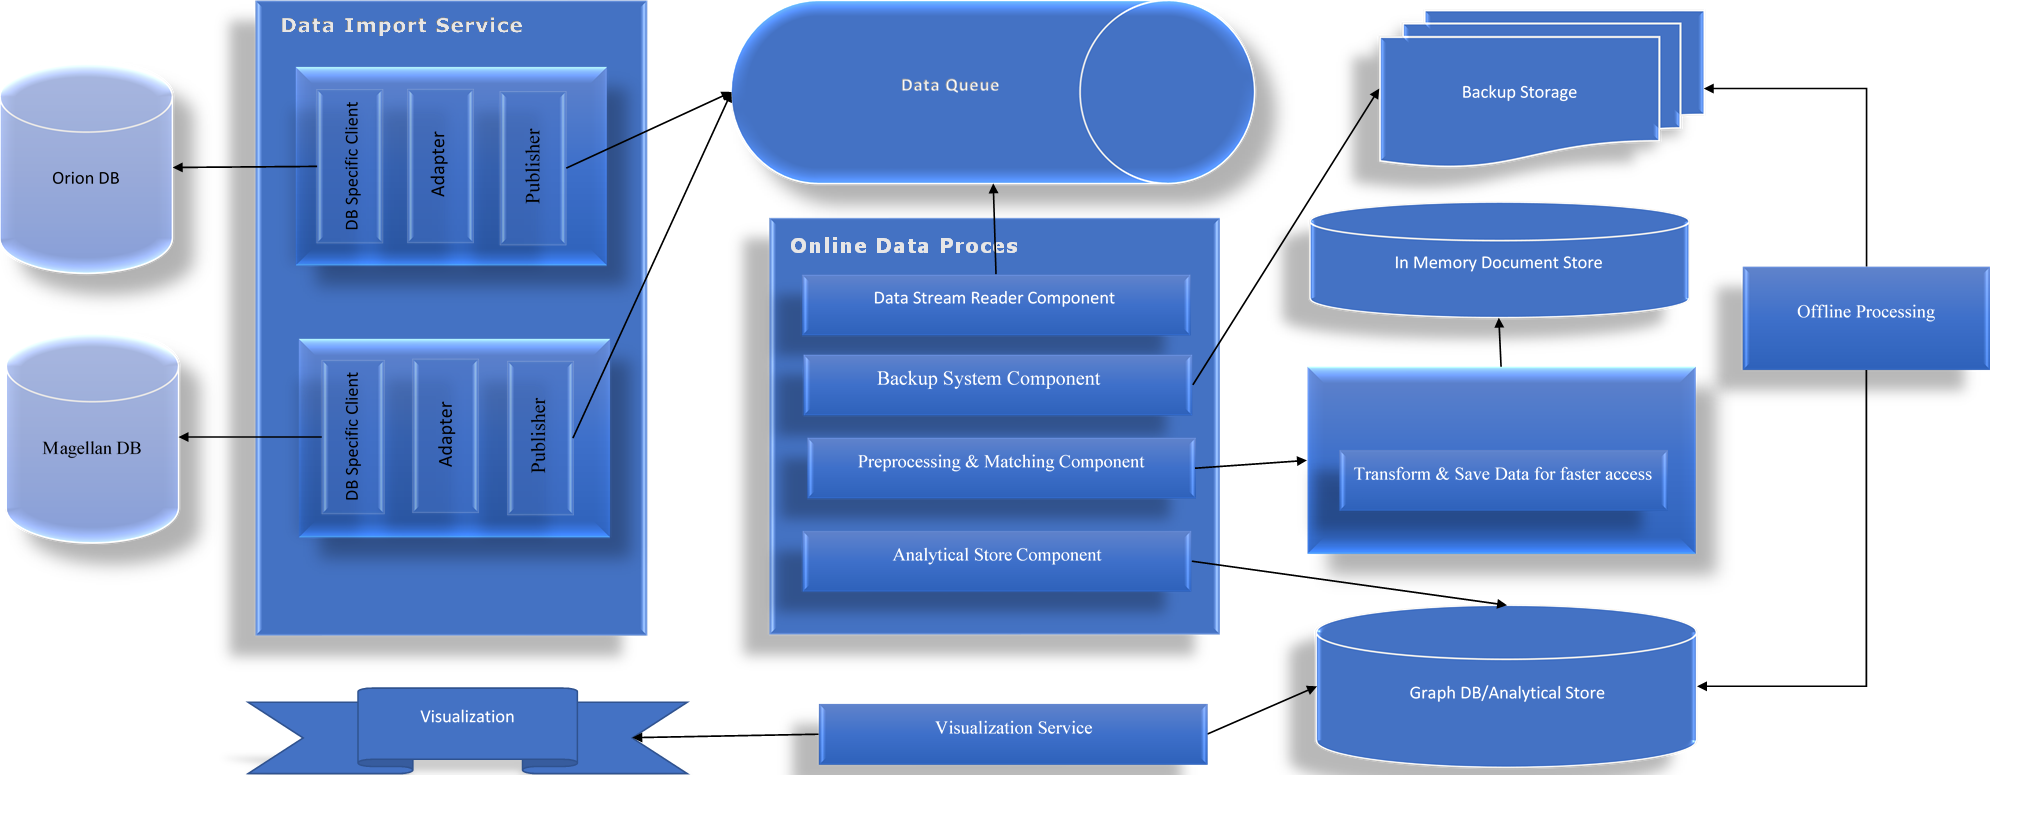 Data Import Service
Orion DB
DB Specific Client
Adapter
Publisher
Magellan DB
DB Specific Client
Adapter
Publisher
Data Queue
Online Data Proces
Data Stream Reader Component
Backup System Component
Preprocessing & Matching Component
Analytical Store Component
Backup Storage
In Memory Document Store
Transform & Save Data for faster access
Offline Processing
Graph DB/Analytical Store
Visualization
Visualization Service